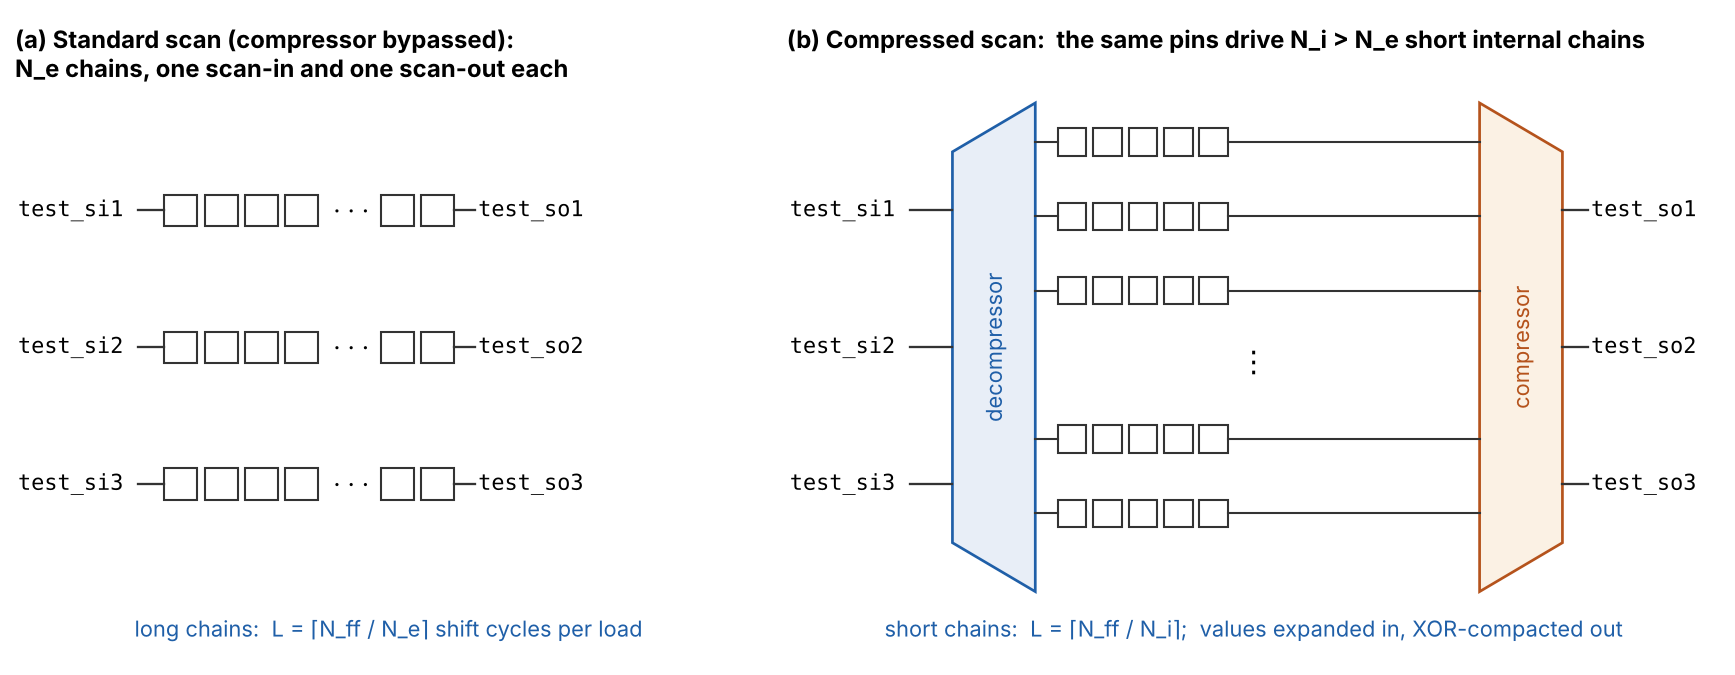 (a) Standard scan (compressor bypassed):
N_e chains, one scan-in and one scan-out each
test_si1
· · ·
test_so1
test_si2
· · ·
test_so2
test_si3
· · ·
test_so3
long chains: L = ⌈N_ff / N_e⌉ shift cycles per load
(b) Compressed scan: the same pins drive N_i > N_e short internal chains
test_si1
test_si2
test_si3
decompressor
⋮
compressor
test_so1
test_so2
test_so3
short chains: L = ⌈N_ff / N_i⌉; values expanded in, XOR-compacted out